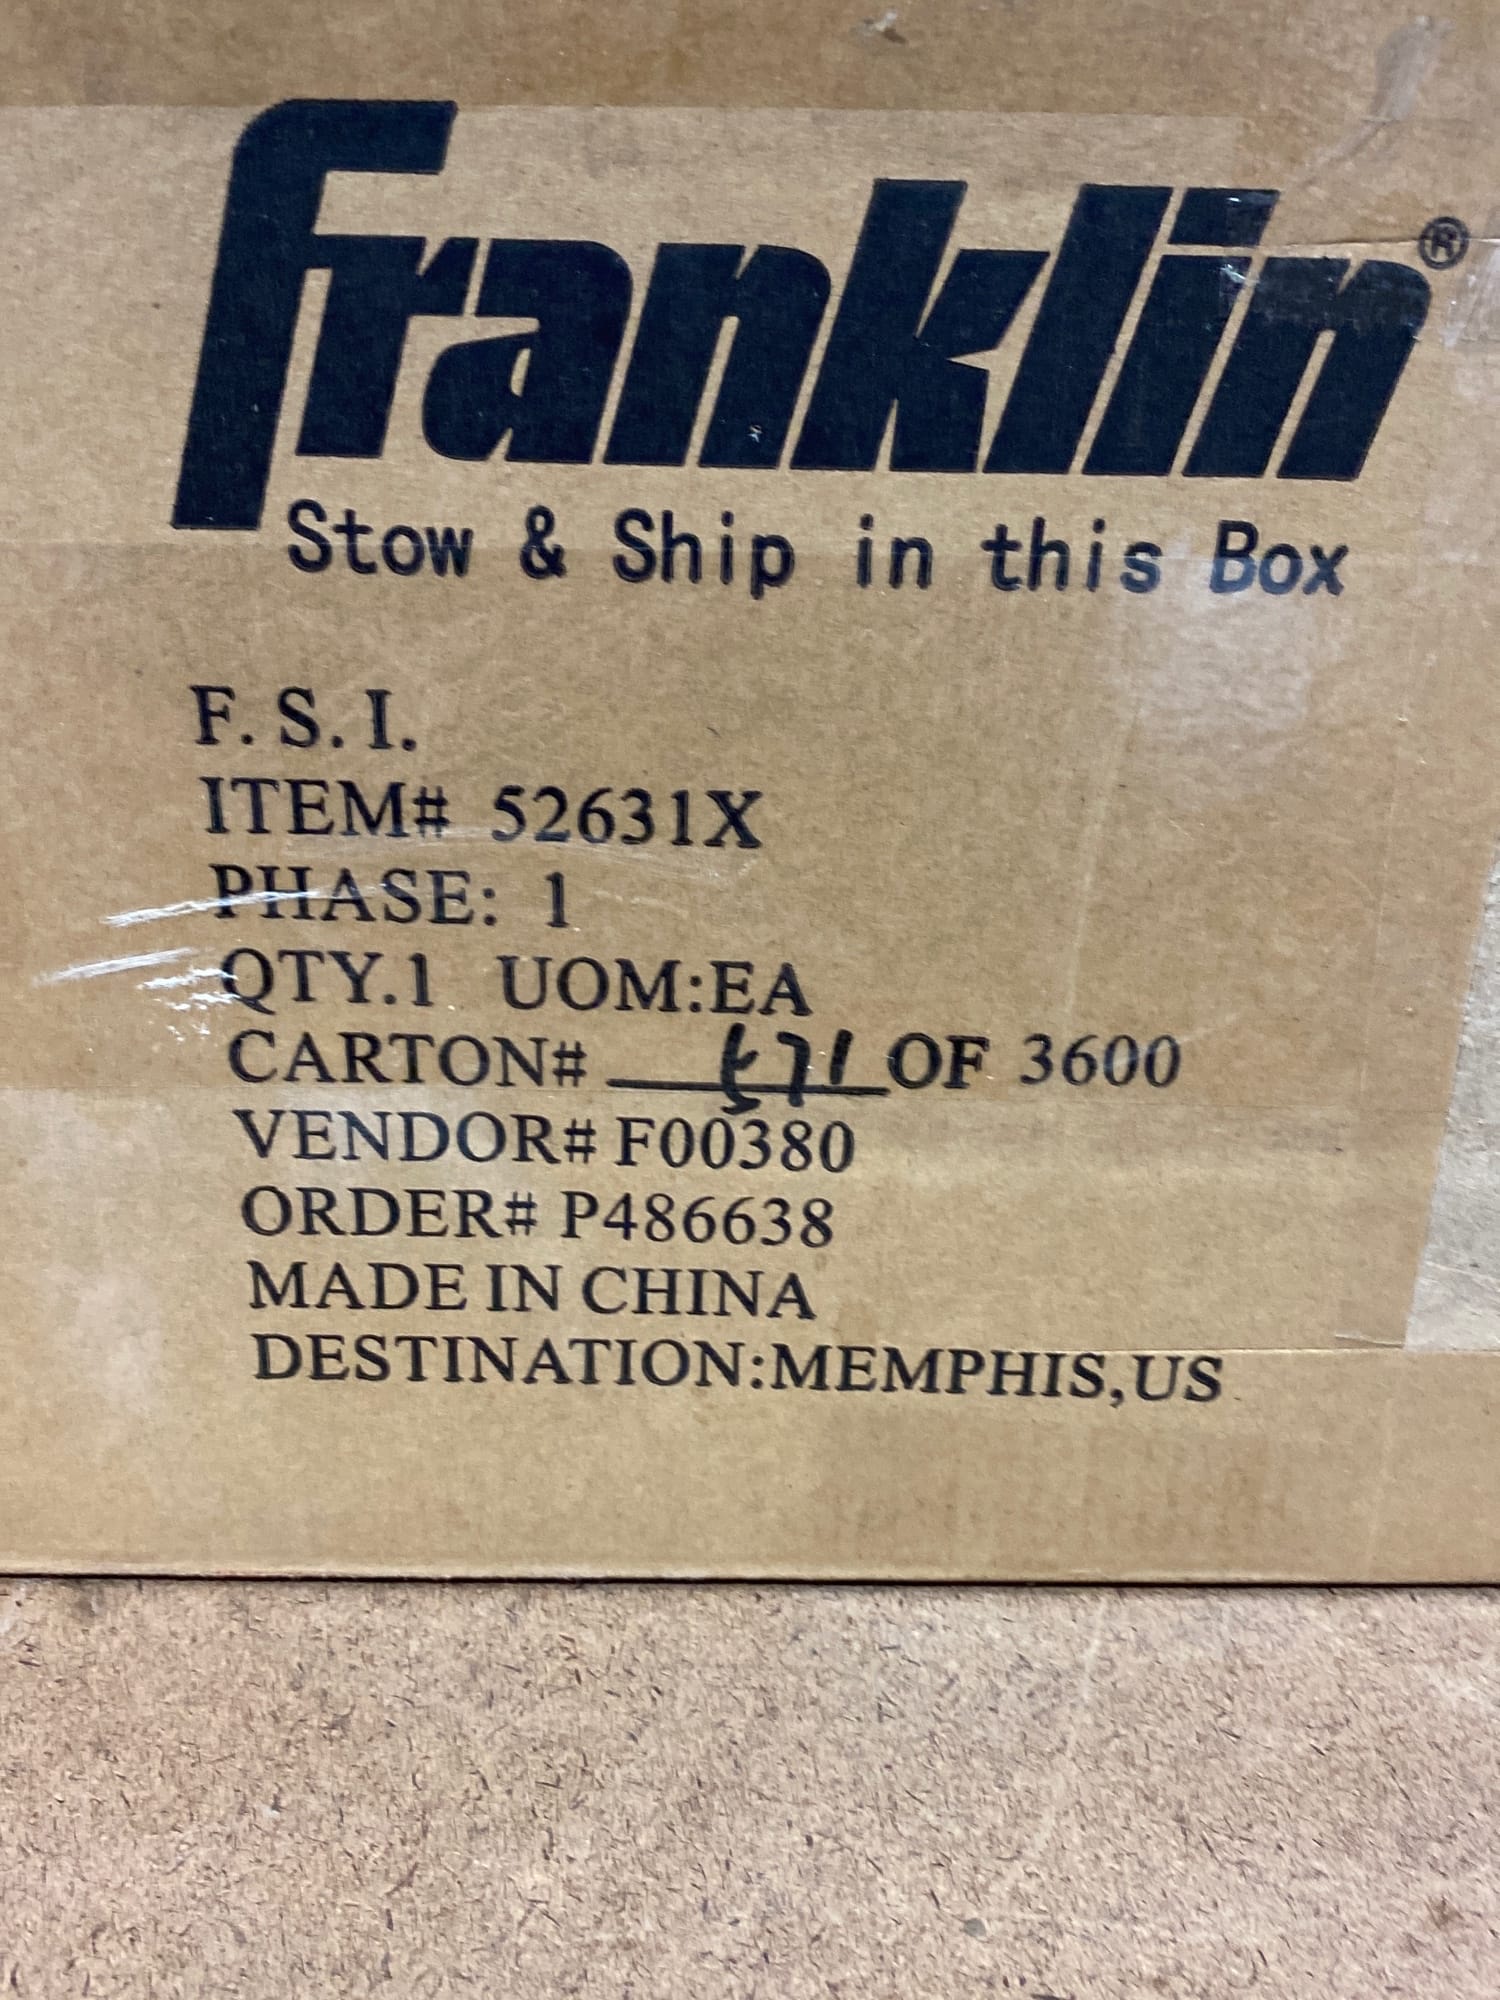 Franklin®
Stow & Ship in this Box
F. S. I.
ITEM# 52631X
PHASE: 1
QTY.1 UOM:EA
CARTON# 571 OF 3600
VENDOR# F00380
ORDER# P486638
MADE IN CHINA
DESTINATION:MEMPHIS,US